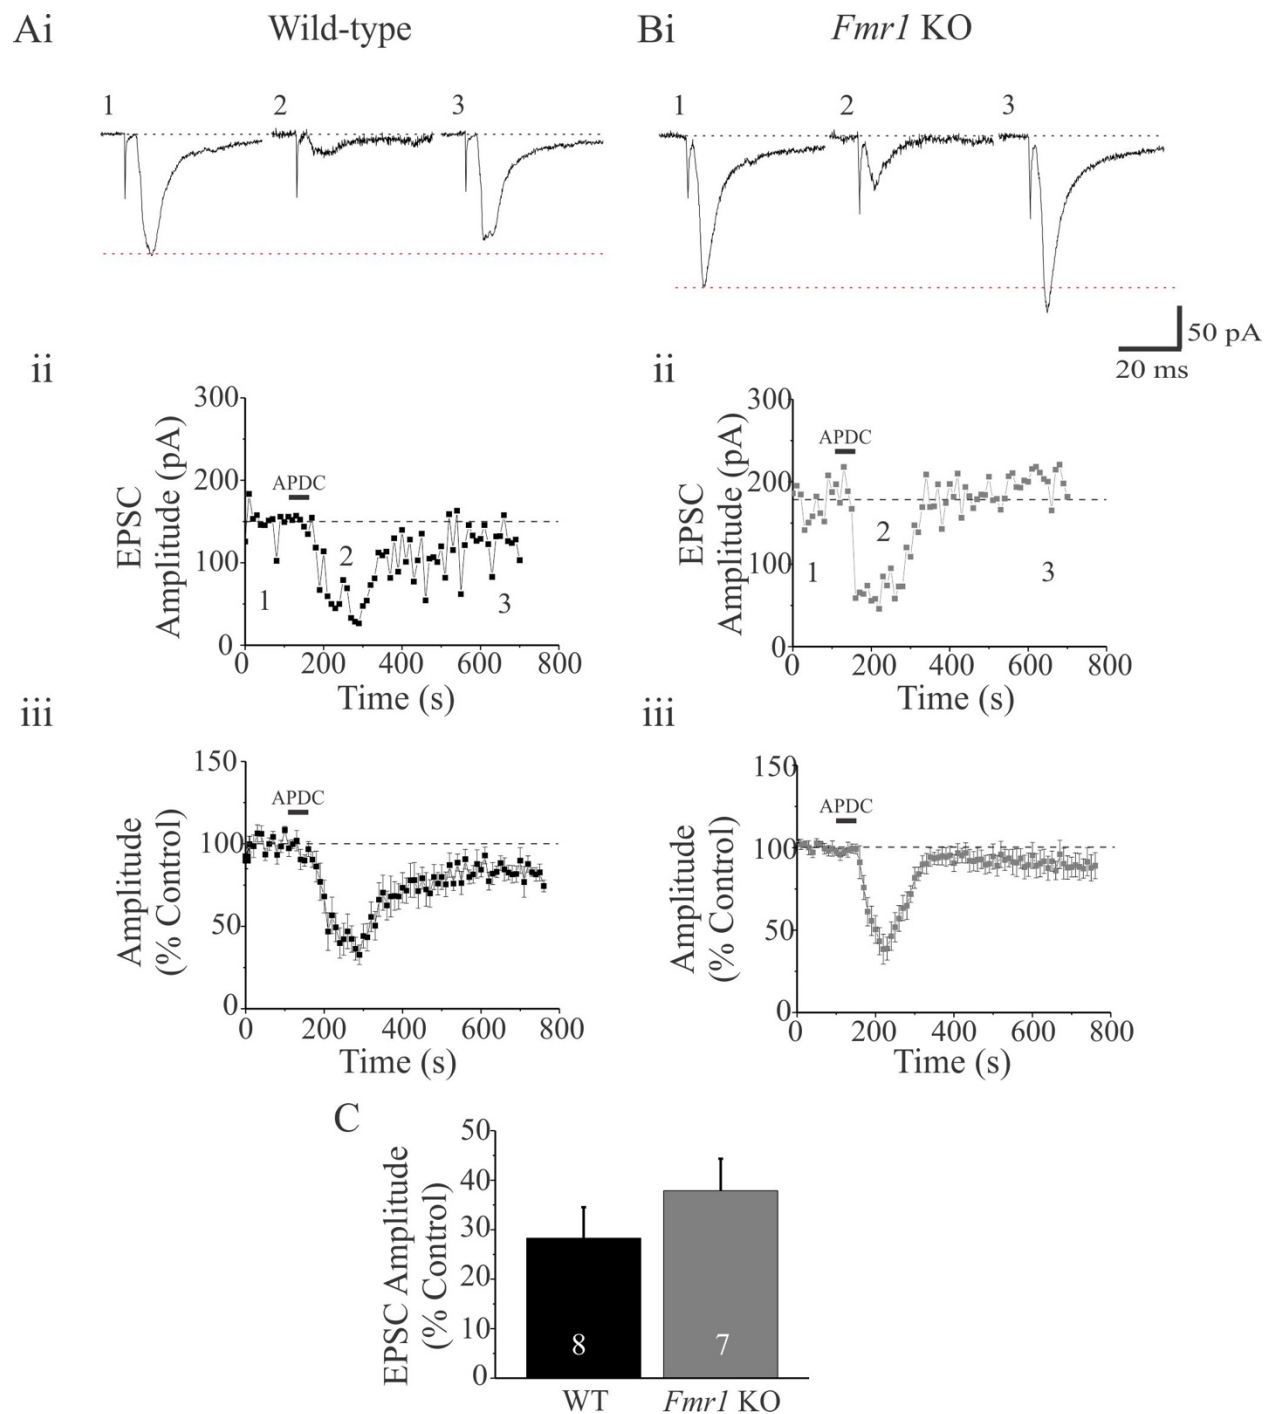 Ai Wild-type Bi Fmr1 KO
1 2 3 1 2 3
50 pA
20 ms
ii
EPSC
Amplitude (pA)
300
200
100
0
APDC
1 2 3
0 200 400 600 800
Time (s)
ii
EPSC
Amplitude (pA)
300
200
100
0
APDC
1 2 3
0 200 400 600 800
Time (s)
iii
Amplitude
(% Control)
150
100
50
0
APDC
0 200 400 600 800
Time (s)
iii
Amplitude
(% Control)
150
100
50
0
APDC
0 200 400 600 800
Time (s)
C
EPSC Amplitude
(% Control)
50
40
30
20
10
0
8 7
WT Fmr1 KO